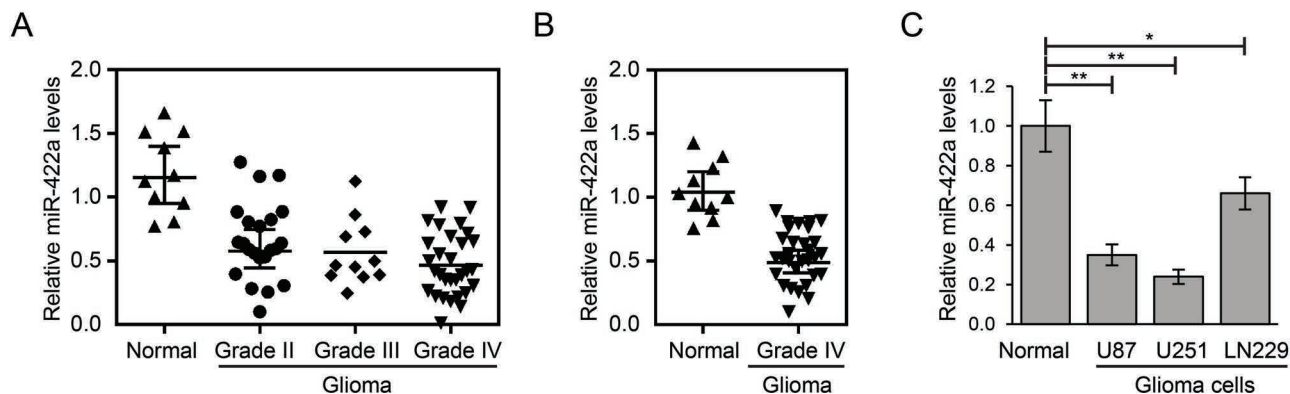 A
Relative miR-422a levels
2.0
1.5
1.0
0.5
0.0
Normal Grade II Grade III Grade IV
Glioma
B
Relative miR-422a levels
2.0
1.5
1.0
0.5
0.0
Normal Grade IV
Glioma
C
*
**
**
Relative miR-422a levels
1.2
1.0
0.8
0.6
0.4
0.2
0.0
Normal U87 U251 LN229
Glioma cells